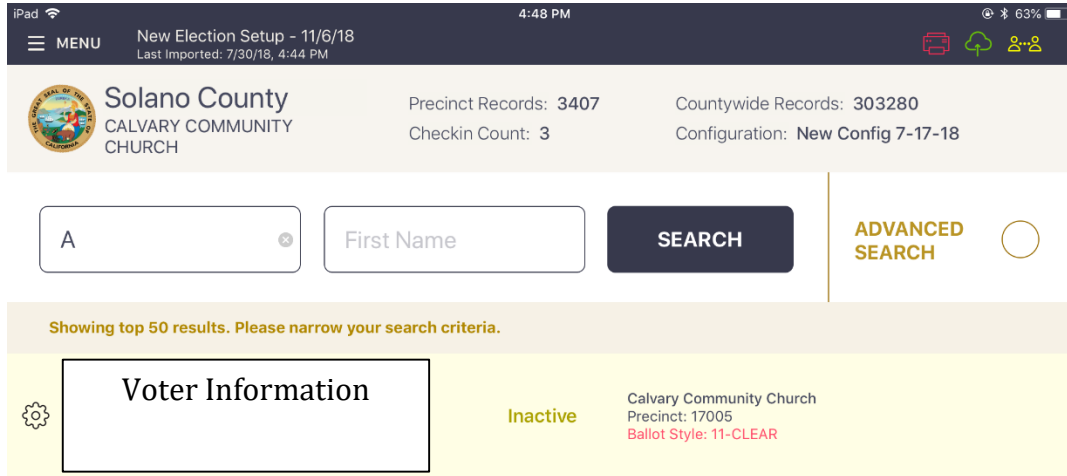 iPad 4:48 PM 63%
MENU New Election Setup - 11/6/18
Last Imported: 7/30/18, 4:44 PM
Solano County
CALVARY COMMUNITY
CHURCH
Precinct Records: 3407
Checkin Count: 3
Countywide Records: 303280
Configuration: New Config 7-17-18
A
First Name
SEARCH
ADVANCED
SEARCH
Showing top 50 results. Please narrow your search criteria.
Voter Information
Inactive
Calvary Community Church
Precinct: 17005
Ballot Style: 11-CLEAR